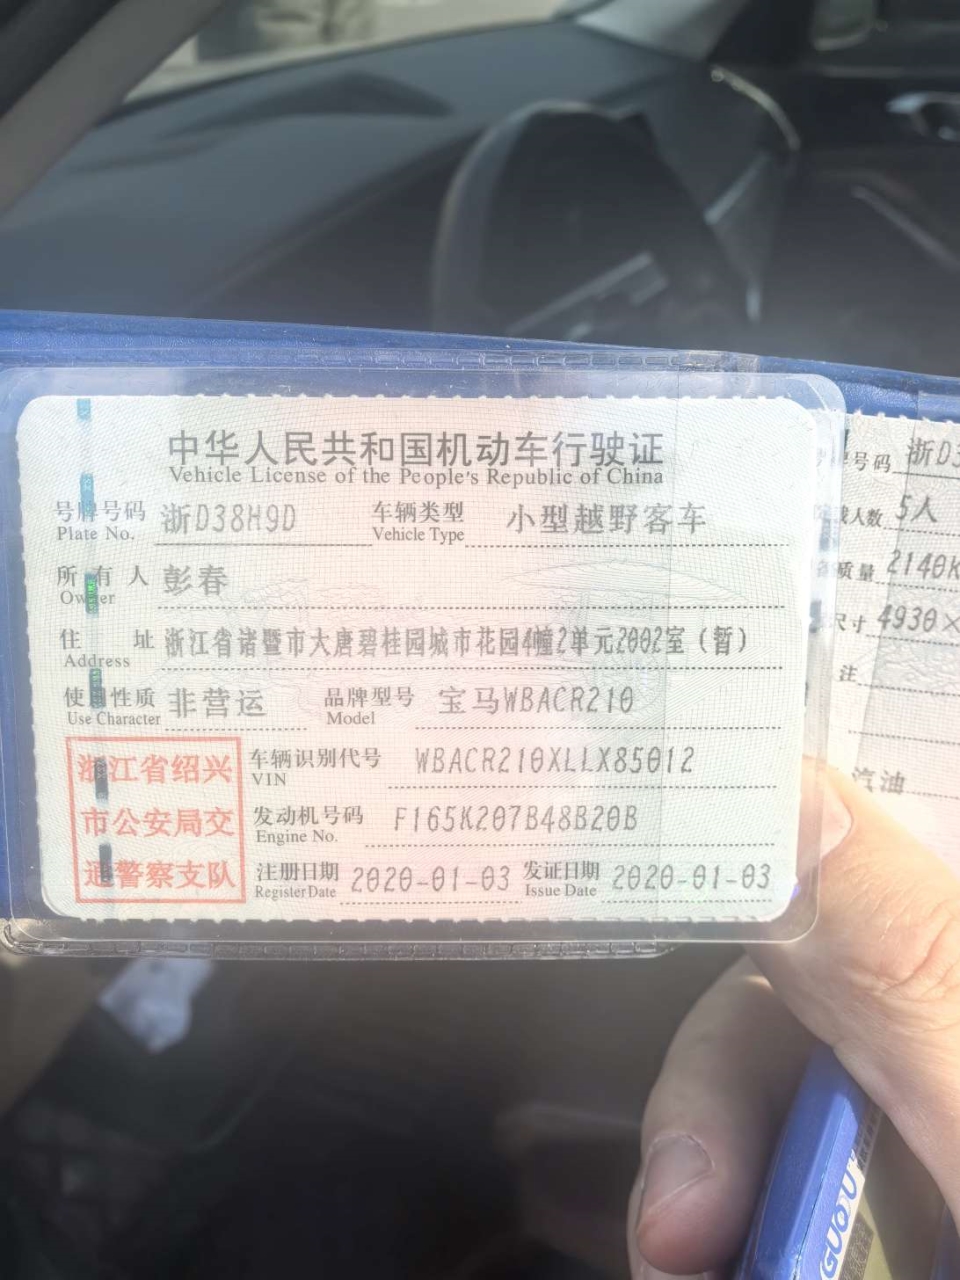 中华人民共和国机动车行驶证
Vehicle License of the People's Republic of China
号牌号码 浙D38H9D 车辆类型 小型越野客车
Plate No. Vehicle Type
所有人 彭春
Owner
住址 浙江省诸暨市大唐碧桂园城市花园4幢2单元2002室（暂）
Address
使用性质 非营运 品牌型号 宝马WBACR210
Use Character Model
浙江省绍兴
市公安局交
通警察支队
车辆识别代号 WBACR210XLLX85012
VIN
发动机号码 F165K207B48B20B
Engine No.
注册日期 2020-01-03 发证日期 2020-01-03
Register Date Issue Date
号码 浙D3
人数 5人
质量 2140K
尺寸 4930×
注
汽油
GUOU